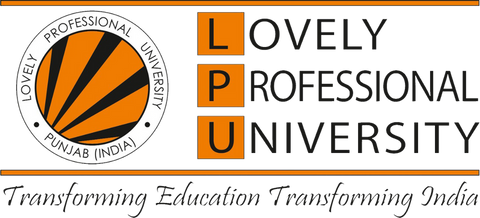 LOVELY PROFESSIONAL UNIVERSITY
• PUNJAB (INDIA) •
LOVELY
PROFESSIONAL
UNIVERSITY
Transforming Education Transforming India